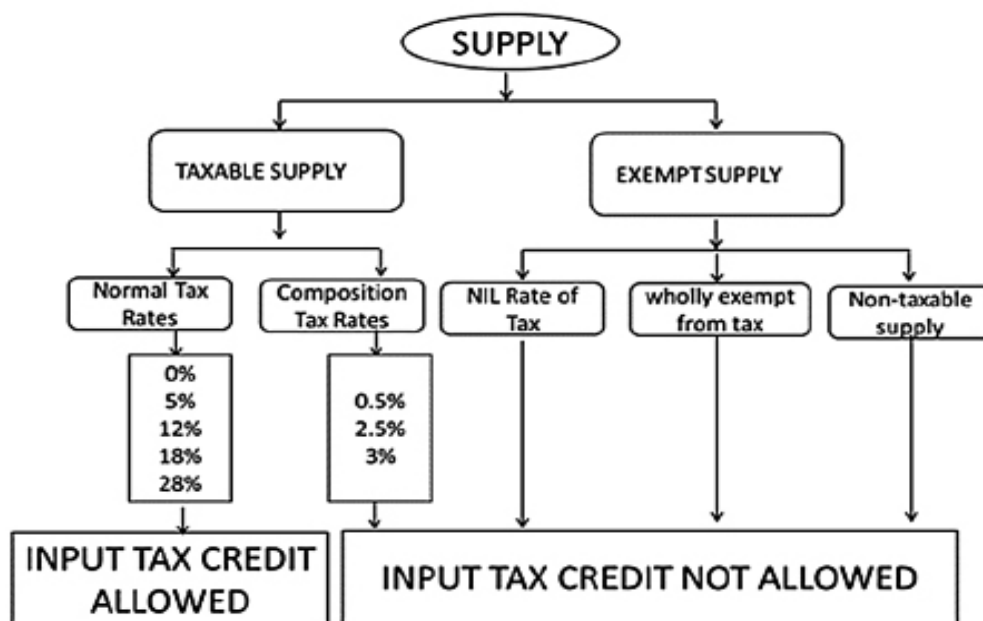 SUPPLY
TAXABLE SUPPLY
EXEMPT SUPPLY
Normal Tax
Rates
Composition
Tax Rates
NIL Rate of
Tax
wholly exempt
from tax
Non-taxable
supply
0%
5%
12%
18%
28%
0.5%
2.5%
3%
INPUT TAX CREDIT
ALLOWED
INPUT TAX CREDIT NOT ALLOWED